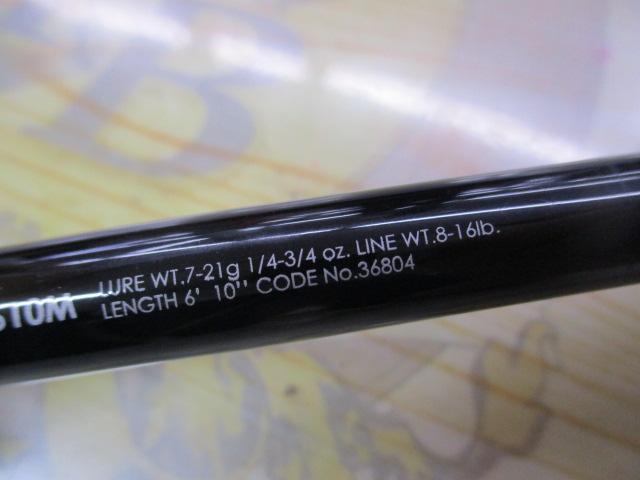 LURE WT.7-21g 1/4-3/4 oz. LINE WT.8-16lb.
LENGTH 6' 10'' CODE No.36804